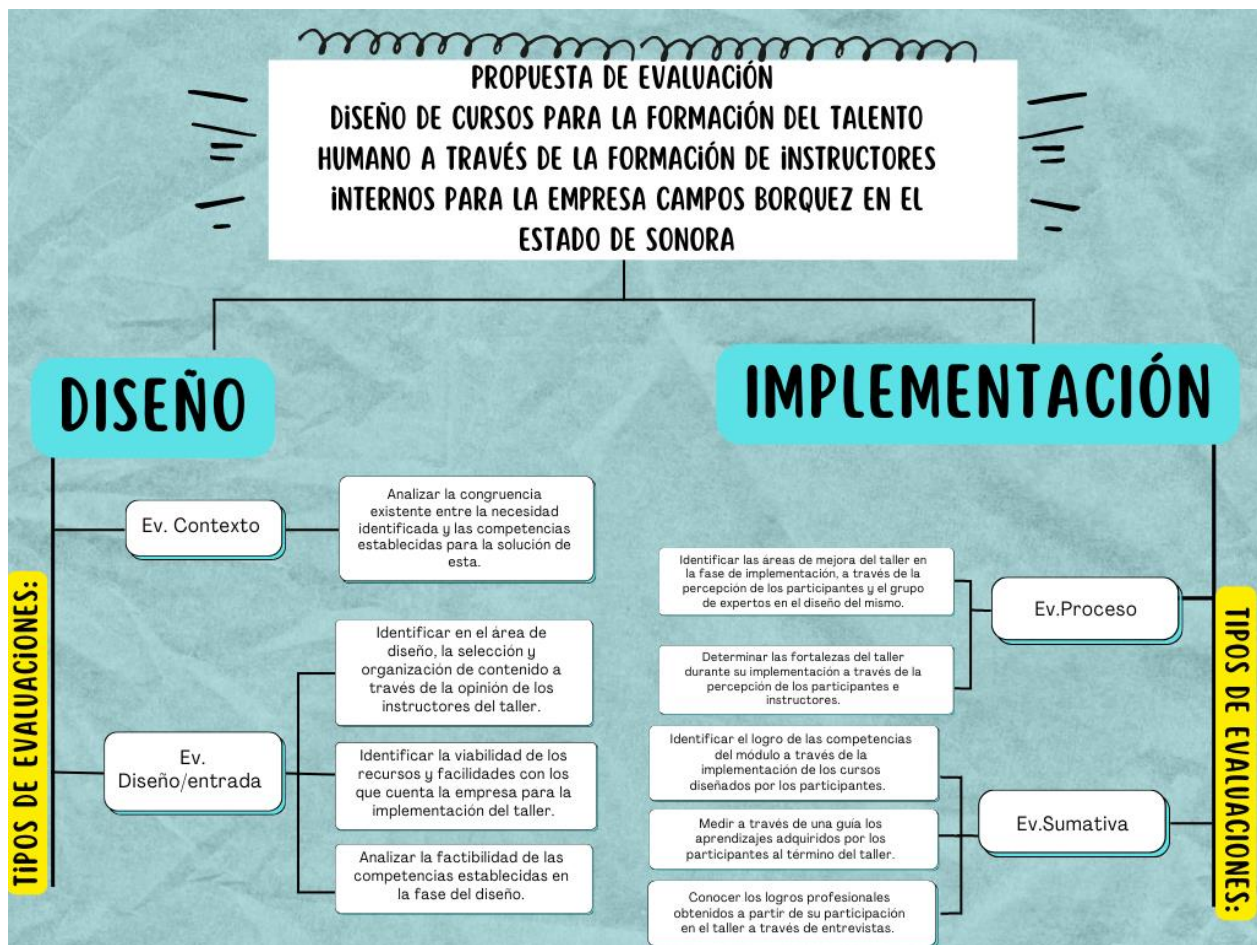 PROPUESTA DE EVALUACIÓN
DISEÑO DE CURSOS PARA LA FORMACIÓN DEL TALENTO
HUMANO A TRAVÉS DE LA FORMACIÓN DE INSTRUCTORES
INTERNOS PARA LA EMPRESA CAMPOS BORQUEZ EN EL
ESTADO DE SONORA
DISEÑO
TIPOS DE EVALUACIONES:
Ev. Contexto
Analizar la congruencia
existente entre la necesidad
identificada y las competencias
establecidas para la solución de
esta.
Ev.
Diseño/entrada
Identificar en el área de
diseño, la selección y
organización de contenido a
través de la opinión de los
instructores del taller.
Identificar la viabilidad de los
recursos y facilidades con los
que cuenta la empresa para la
implementación del taller.
Analizar la factibilidad de las
competencias establecidas en
la fase del diseño.
IMPLEMENTACIÓN
TIPOS DE EVALUACIONES:
Ev.Proceso
Identificar las áreas de mejora del taller en
la fase de implementación, a través de la
percepción de los participantes y el grupo
de expertos en el diseño del mismo.
Determinar las fortalezas del taller
durante su implementación a través de la
percepción de los participantes e
instructores.
Ev.Sumativa
Identificar el logro de las competencias
del módulo a través de la
implementación de los cursos
diseñados por los participantes.
Medir a través de una guía los
aprendizajes adquiridos por los
participantes al término del taller.
Conocer los logros profesionales
obtenidos a partir de su participación
en el taller a través de entrevistas.